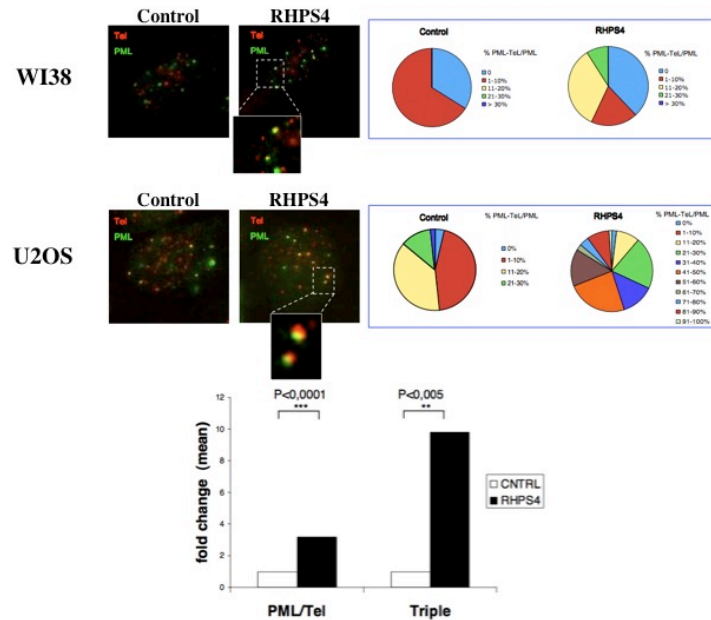 Control
RHPS4
WI38
Tel
PML
Tel
PML
Control
% PML-TeL/PML
0
1-10%
11-20%
21-30%
> 30%
RHPS4
% PML-TeL/PML
0
1-10%
11-20%
21-30%
> 30%
Control
RHPS4
U2OS
Tel
PML
Tel
PML
Control
% PML-TeL/PML
0%
1-10%
11-20%
21-30%
RHPS4
% PML-TeL/PML
0%
1-10%
11-20%
21-30%
31-40%
41-50%
51-60%
61-70%
71-80%
81-90%
91-100%
P<0,0001
***
P<0,005
**
fold change (mean)
12
10
8
6
4
2
0
CNTRL
RHPS4
PML/Tel
Triple